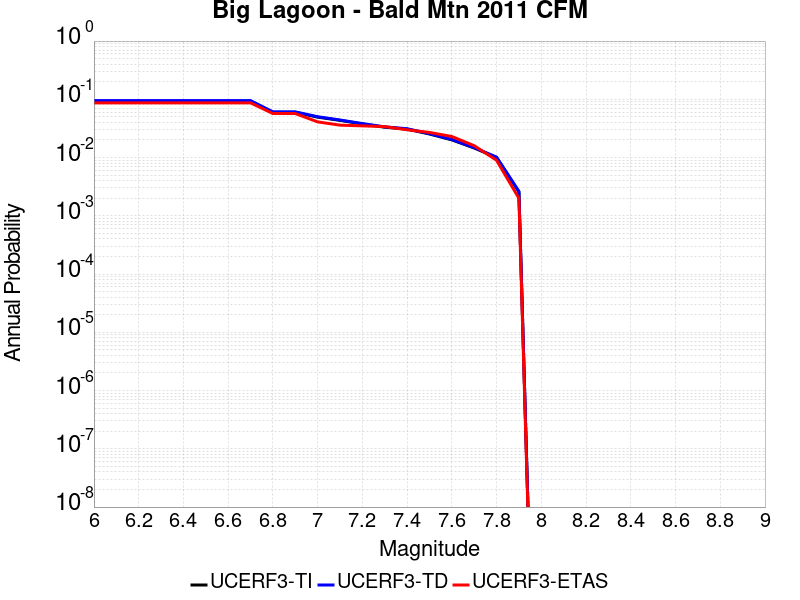 Big Lagoon - Bald Mtn 2011 CFM
10^0
10^-1
10^-2
10^-3
10^-4
10^-5
10^-6
10^-7
10^-8
Annual Probability
6 6.2 6.4 6.6 6.8 7 7.2 7.4 7.6 7.8 8 8.2 8.4 8.6 8.8 9
Magnitude
UCERF3-TI UCERF3-TD UCERF3-ETAS